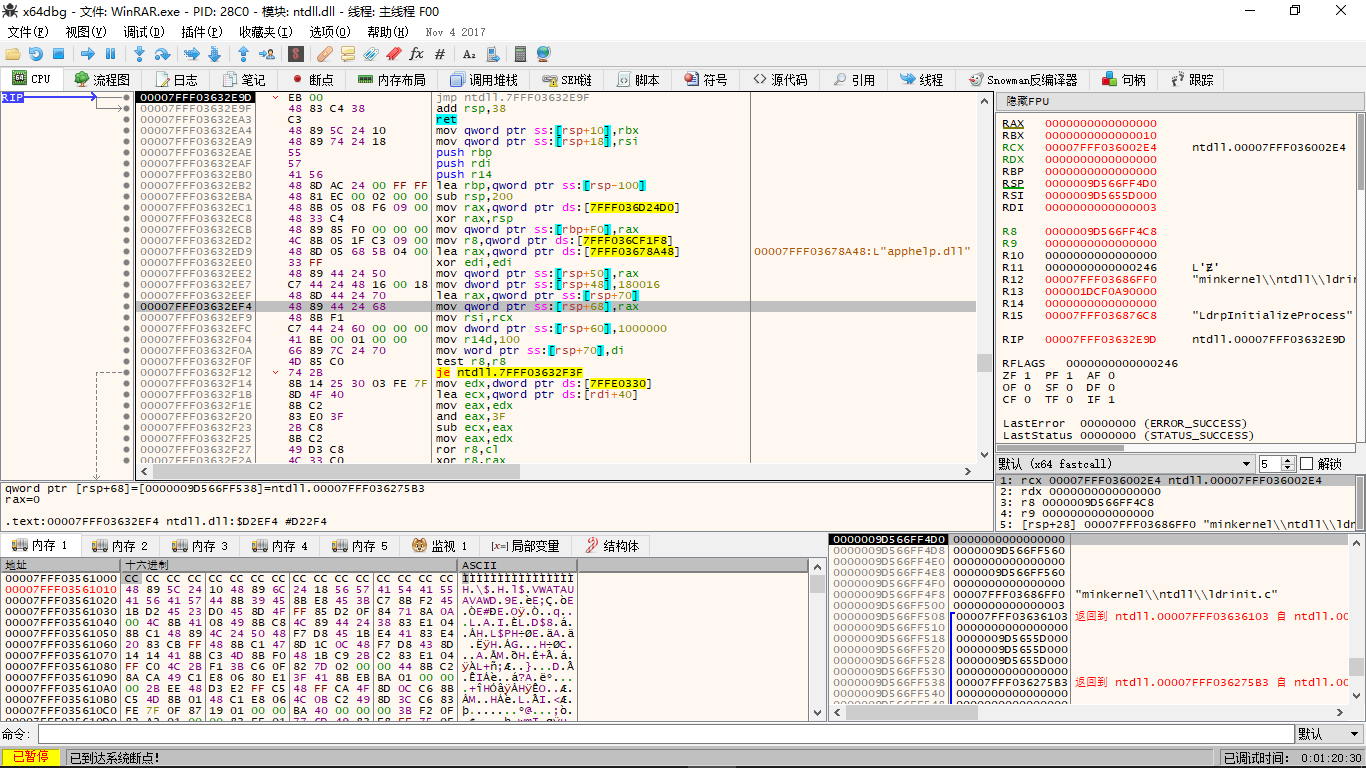 x64dbg - 文件: WinRAR.exe - PID: 28C0 - 模块: ntdll.dll - 线程: 主线程 F00
文件(F) 视图(V) 调试(D) 插件(P) 收藏夹(I) 选项(O) 帮助(H) Nov 4 2017
CPU 流程图 日志 笔记 断点 内存布局 调用堆栈 SEH链 脚本 符号 源代码 引用 线程 Snowman反编译器 句柄 跟踪
RIP
00007FFF03632E9D EB 00 jmp ntdll.7FFF03632E9F
00007FFF03632E9F 48 83 C4 38 add rsp,38
00007FFF03632EA3 C3 ret
00007FFF03632EA4 48 89 5C 24 10 mov qword ptr ss:[rsp+10],rbx
00007FFF03632EA9 48 89 74 24 18 mov qword ptr ss:[rsp+18],rsi
00007FFF03632EAE 55 push rbp
00007FFF03632EAF 57 push rdi
00007FFF03632EB0 41 56 push r14
00007FFF03632EB2 48 8D AC 24 00 FF FF lea rbp,qword ptr ss:[rsp-100]
00007FFF03632EBA 48 81 EC 00 02 00 00 sub rsp,200
00007FFF03632EC1 48 8B 05 08 F6 09 00 mov rax,qword ptr ds:[7FFF036D24D0]
00007FFF03632EC8 48 33 C4 xor rax,rsp
00007FFF03632ECB 48 89 85 F0 00 00 00 mov qword ptr ss:[rbp+F0],rax
00007FFF03632ED2 4C 8B 05 1F C3 09 00 mov r8,qword ptr ds:[7FFF036CF1F8]
00007FFF03632ED9 48 8D 05 68 5B 04 00 lea rax,qword ptr ds:[7FFF03678A48] 00007FFF03678A48:L"apphelp.dll"
00007FFF03632EE0 33 FF xor edi,edi
00007FFF03632EE2 48 89 44 24 50 mov qword ptr ss:[rsp+50],rax
00007FFF03632EE7 C7 44 24 48 16 00 18 mov dword ptr ss:[rsp+48],180016
00007FFF03632EEF 48 8D 44 24 70 lea rax,qword ptr ss:[rsp+70]
00007FFF03632EF4 48 89 44 24 68 mov qword ptr ss:[rsp+68],rax
00007FFF03632EF9 48 8B F1 mov rsi,rcx
00007FFF03632EFC C7 44 24 60 00 00 00 mov dword ptr ss:[rsp+60],1000000
00007FFF03632F04 41 BE 00 01 00 00 mov r14d,100
00007FFF03632F0A 66 89 7C 24 70 mov word ptr ss:[rsp+70],di
00007FFF03632F0F 4D 85 C0 test r8,r8
00007FFF03632F12 74 2B je ntdll.7FFF03632F3F
00007FFF03632F14 8B 14 25 30 03 FE 7F mov edx,dword ptr ds:[7FFE0330]
00007FFF03632F1B 8D 4F 40 lea ecx,qword ptr ds:[rdi+40]
00007FFF03632F1E 8B C2 mov eax,edx
00007FFF03632F20 83 E0 3F and eax,3F
00007FFF03632F23 2B C8 sub ecx,eax
00007FFF03632F25 8B C2 mov eax,edx
00007FFF03632F27 49 D3 C8 ror r8,cl
00007FFF03632F2A 4C 33 C0 xor r8,rax
隐藏FPU
RAX 0000000000000000
RBX 0000000000000010
RCX 00007FFF036002E4 ntdll.00007FFF036002E4
RDX 0000000000000000
RBP 0000000000000000
RSP 0000009D566FF4D0
RSI 0000009D5655D000
RDI 0000000000000003
R8 0000009D566FF4C8
R9 0000000000000000
R10 0000000000000000
R11 0000000000000246
R12 00007FFF03686FF0 "minkernel\\ntdll\\ldrin
R13 000001DCF0A90000
R14 0000000000000000
R15 00007FFF036876C8 "LdrpInitializeProcess"
RIP 00007FFF03632E9D ntdll.00007FFF03632E9D
RFLAGS 0000000000000246
ZF 1 PF 1 AF 0
OF 0 SF 0 DF 0
CF 0 TF 0 IF 1
LastError 00000000 (ERROR_SUCCESS)
LastStatus 00000000 (STATUS_SUCCESS)
默认 (x64 fastcall) 5 解锁
1: rcx 00007FFF036002E4 ntdll.00007FFF036002E4
2: rdx 0000000000000000
3: r8 0000009D566FF4C8
4: r9 0000000000000000
5: [rsp+28] 00007FFF03686FF0 "minkernel\\ntdll\\ldr
qword ptr [rsp+68]=[0000009D566FF538]=ntdll.00007FFF036275B3
rax=0
.text:00007FFF03632EF4 ntdll.dll:$D2EF4 #D22F4
内存 1 内存 2 内存 3 内存 4 内存 5 监视 1 [x=] 局部变量 结构体
地址 十六进制 ASCII
00007FFF03561000 CC CC CC CC CC CC CC CC CC CC CC CC CC CC CC CC ÌÌÌÌÌÌÌÌÌÌÌÌÌÌÌÌ
00007FFF03561010 48 89 5C 24 10 48 89 6C 24 18 56 57 41 54 41 55 H.\$.H.l$.VWATAU
00007FFF03561020 41 56 41 57 44 8B 39 45 8B E8 45 3B C7 8B F2 45
00007FFF03561030 1B D2 45 23 D0 45 8D 4F FF 85 D2 0F 84 71 8A 0A
00007FFF03561040 00 4C 8B 41 08 49 8B C8 4C 89 44 24 38 83 E1 04
00007FFF03561050 8B C1 48 89 4C 24 50 48 F7 D8 45 1B E4 41 83 E4
00007FFF03561060 20 83 CB FF 48 8B C1 47 8D 1C 0C 48 F7 D8 43 8D
00007FFF03561070 14 14 41 8B C3 4D 8B F0 48 1B C9 2B C2 83 E1 04
00007FFF03561080 FF C0 4C 2B F1 3B C6 0F 82 7D 02 00 00 44 8B C2
00007FFF03561090 8A CA 49 C1 E8 06 80 E1 3F 41 8B EB BA 01 00 00
00007FFF035610A0 00 2B EE 48 D3 E2 FF C5 48 FF CA 4F 8D 0C C6 8B
00007FFF035610B0 C5 4D 8B 01 48 C1 E8 06 4C 0B C2 49 8D 3C C6 83
00007FFF035610C0 EE 7F 0F 87 19 01 00 00 BA 40 00 00 00 3B F2 0F
0000009D566FF4D0 0000000000000000
0000009D566FF4D8 0000009D566FF560
0000009D566FF4E0 0000000000000000
0000009D566FF4E8 0000009D566FF560
0000009D566FF4F0 0000000000000000
0000009D566FF4F8 00007FFF03686FF0 "minkernel\\ntdll\\ldrinit.c"
0000009D566FF500 0000000000000003
0000009D566FF508 00007FFF03636103 返回到 ntdll.00007FFF03636103 自 ntdll.00
0000009D566FF510 0000000000000000
0000009D566FF518 0000009D5655D000
0000009D566FF520 0000000000000000
0000009D566FF528 0000009D5655D000
0000009D566FF530 0000000000000000
0000009D566FF538 00007FFF036275B3 返回到 ntdll.00007FFF036275B3 自 ntdll.00
0000009D566FF540 0000000000000000
命令: 默认
已暂停 已到达系统断点! 已调试时间: 0:01:20:30